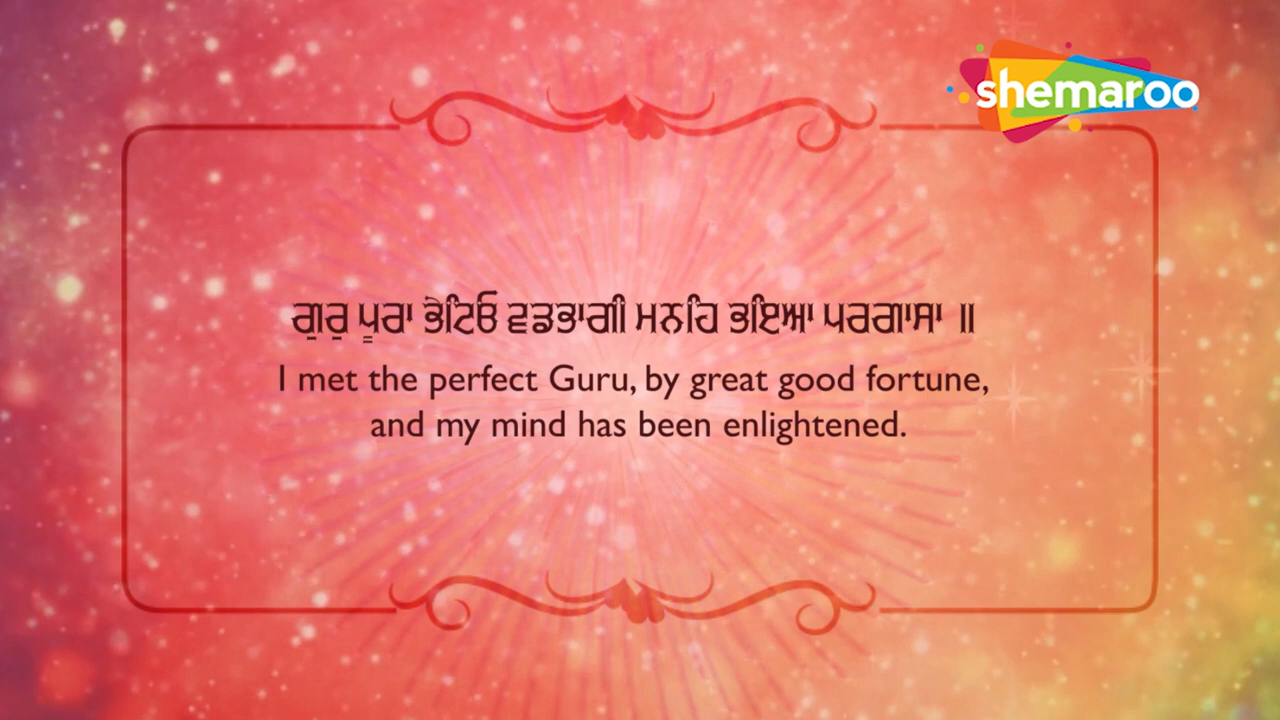 shemaroo
ਗੁਰੁ ਪੂਰਾ ਭੇਟਿਓ ਵਡਭਾਗੀ ਮਨਹਿ ਭਇਆ ਪਰਗਾਸਾ ॥
I met the perfect Guru, by great good fortune,
and my mind has been enlightened.